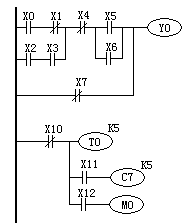 X0 X1 X4 X5 Y0
X2 X3 X6
X7
X10 T0 K5
X11 C7 K5
X12 M0